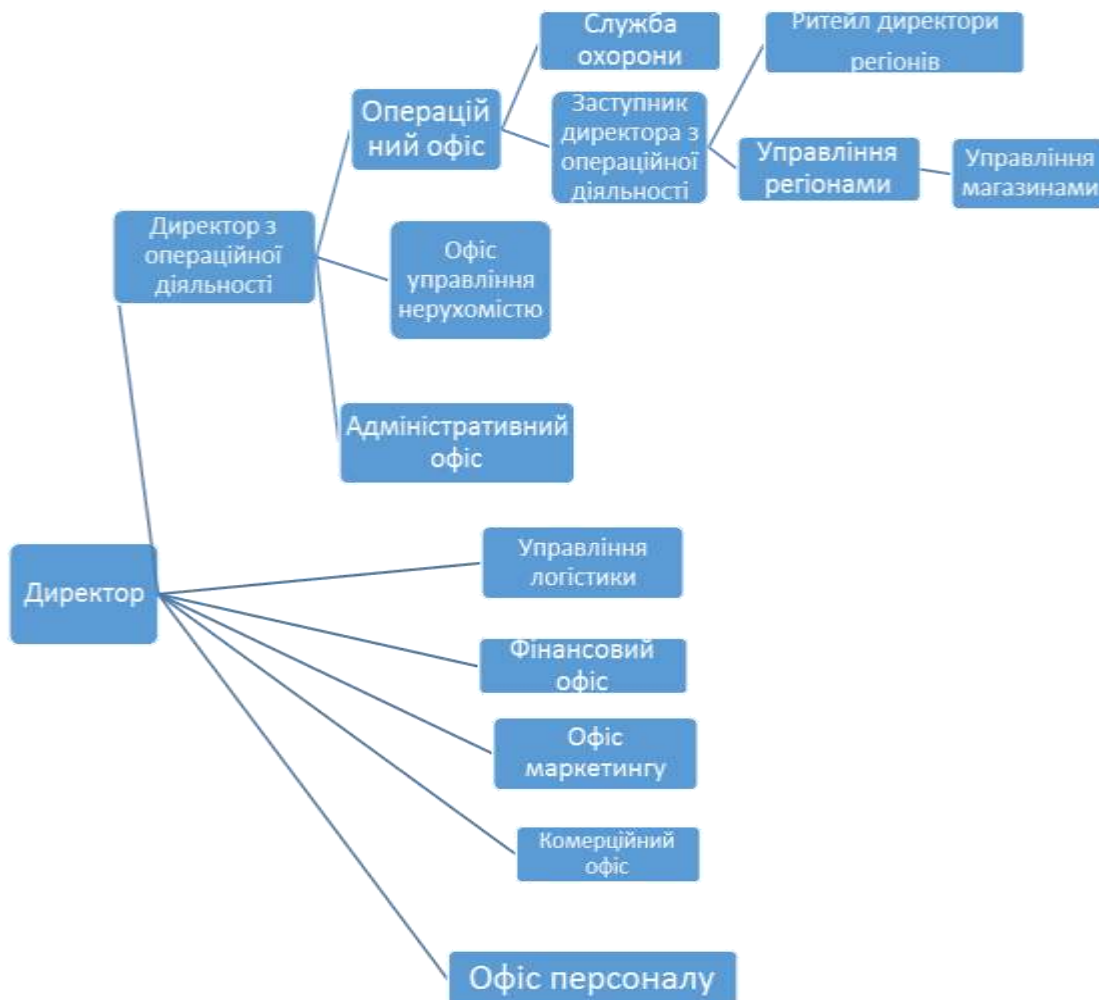 Служба
охорони
Ритейл директори
регіонів
Операцій
ний офіс
Заступник
директора з
операційної
діяльності
Управління
регіонами
Управління
магазинами
Директор з
операційної
діяльності
Офіс
управління
нерухомістю
Адміністративний
офіс
Директор
Управління
логістики
Фінансовий
офіс
Офіс
маркетингу
Комерційний
офіс
Офіс персоналу